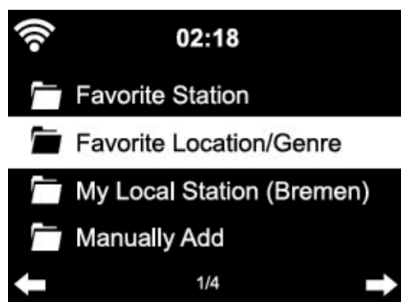 02:18
Favorite Station
Favorite Location/Genre
My Local Station (Bremen)
Manually Add
1/4